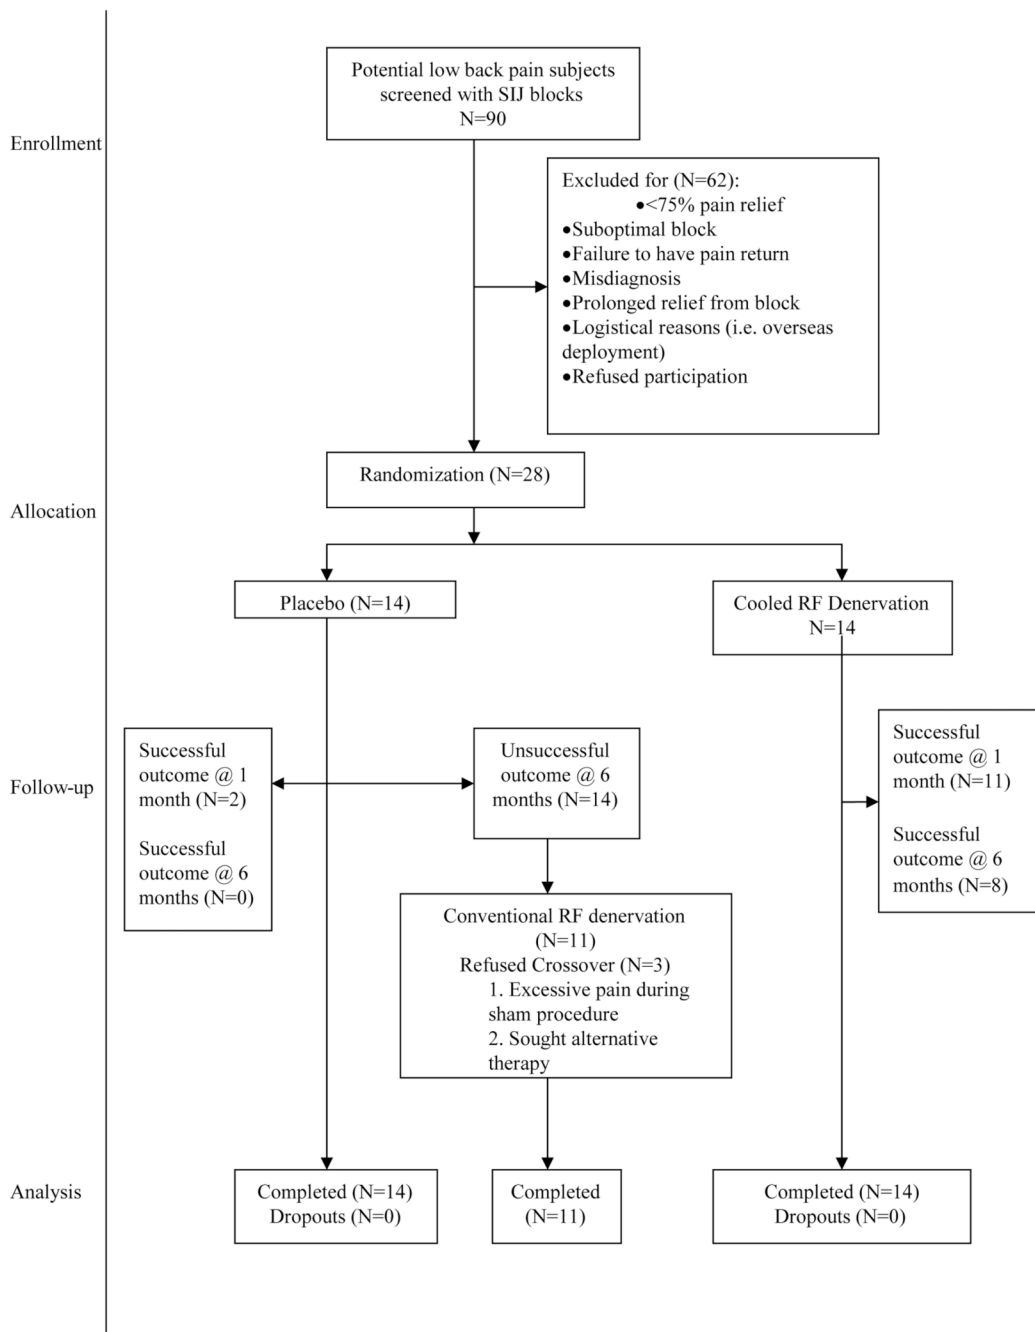 Potential low back pain subjects
screened with SIJ blocks
N=90
Enrollment
Excluded for (N=62):
•<75% pain relief
•Suboptimal block
•Failure to have pain return
•Misdiagnosis
•Prolonged relief from block
•Logistical reasons (i.e. overseas
deployment)
•Refused participation
Randomization (N=28)
Allocation
Placebo (N=14)
Cooled RF Denervation
N=14
Follow-up
Successful
outcome @ 1
month (N=2)
Successful
outcome @ 6
months (N=0)
Unsuccessful
outcome @ 6
months (N=14)
Successful
outcome @ 1
month (N=11)
Successful
outcome @ 6
months (N=8)
Conventional RF denervation
(N=11)
Refused Crossover (N=3)
1. Excessive pain during
sham procedure
2. Sought alternative
therapy
Analysis
Completed (N=14)
Dropouts (N=0)
Completed
(N=11)
Completed (N=14)
Dropouts (N=0)